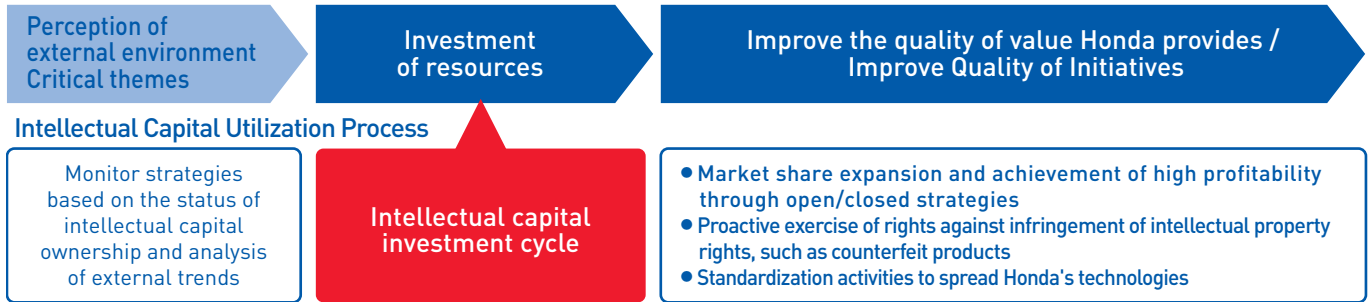 Perception of
external environment
Critical themes
Investment
of resources
Improve the quality of value Honda provides /
Improve Quality of Initiatives
Intellectual Capital Utilization Process
Monitor strategies
based on the status of
intellectual capital
ownership and analysis
of external trends
Intellectual capital
investment cycle
● Market share expansion and achievement of high profitability
through open/closed strategies
● Proactive exercise of rights against infringement of intellectual property
rights, such as counterfeit products
● Standardization activities to spread Honda's technologies